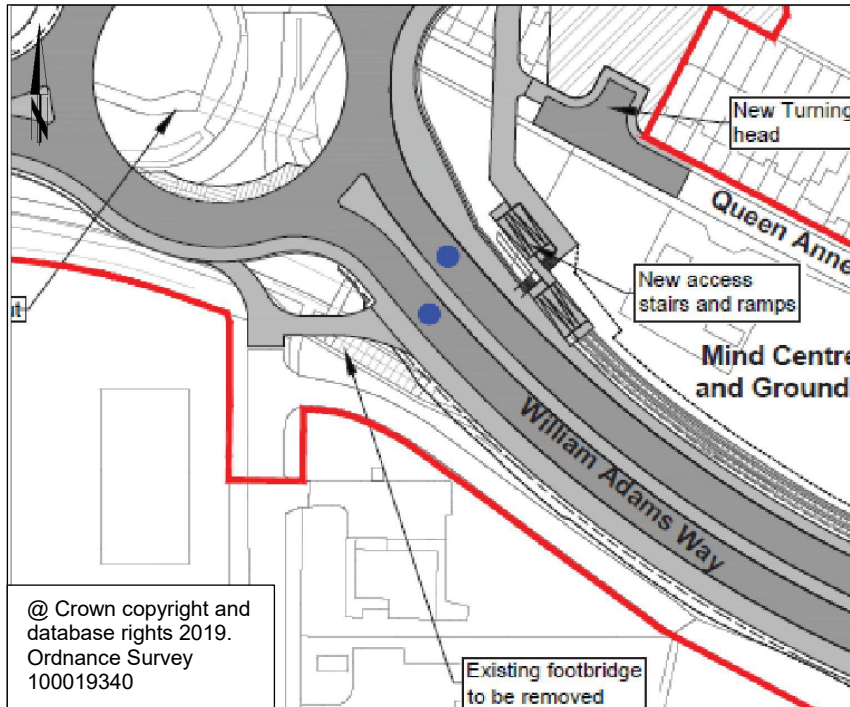 New Turning
head
Queen Anne
New access
stairs and ramps
Mind Centre
and Ground
William Adams Way
@ Crown copyright and
database rights 2019.
Ordnance Survey
100019340
Existing footbridge
to be removed